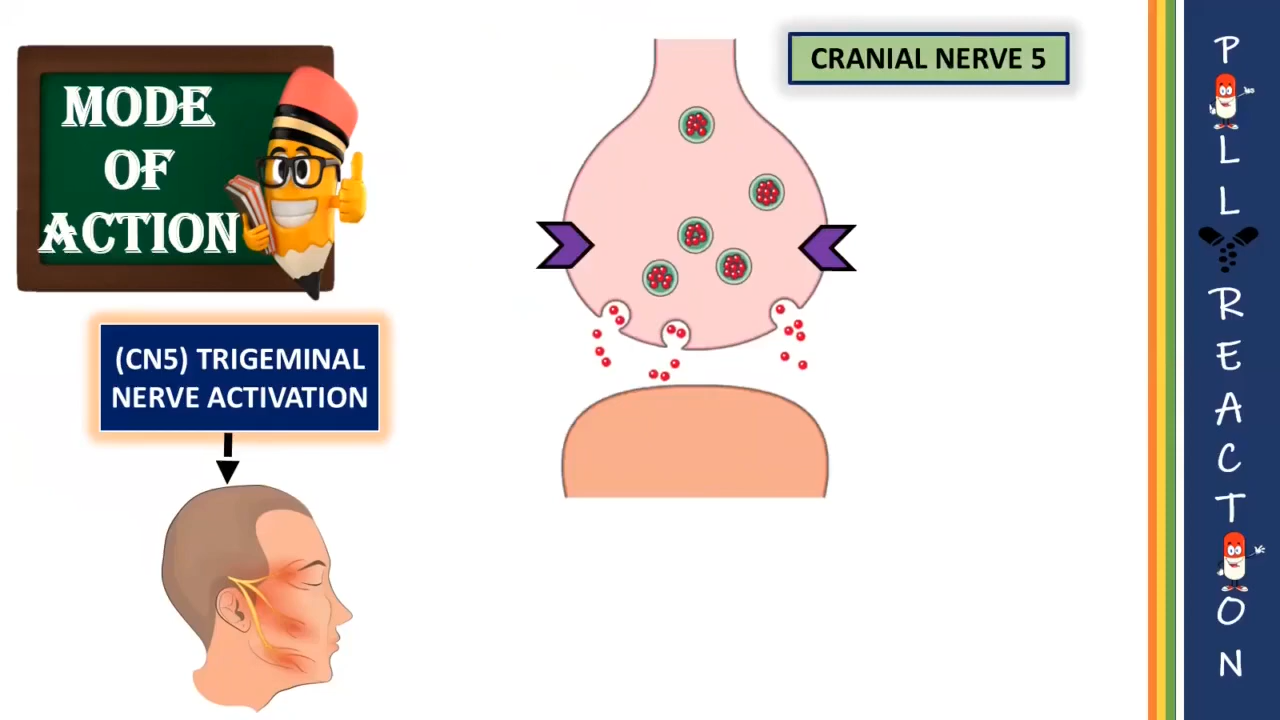 MODE
OF
ACTION
(CN5) TRIGEMINAL
NERVE ACTIVATION
CRANIAL NERVE 5
P
L
L
R
E
A
C
T
O
N